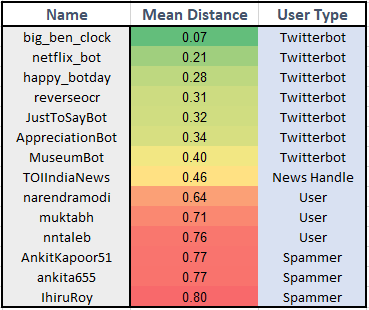 Name Mean Distance User Type
big_ben_clock 0.07 Twitterbot
netflix_bot 0.21 Twitterbot
happy_botday 0.28 Twitterbot
reverseocr 0.31 Twitterbot
JustToSayBot 0.32 Twitterbot
AppreciationBot 0.34 Twitterbot
MuseumBot 0.40 Twitterbot
TOIIndiaNews 0.46 News Handle
narendramodi 0.64 User
muktabh 0.71 User
nntaleb 0.76 User
AnkitKapoor51 0.77 Spammer
ankita655 0.77 Spammer
IhiruRoy 0.80 Spammer